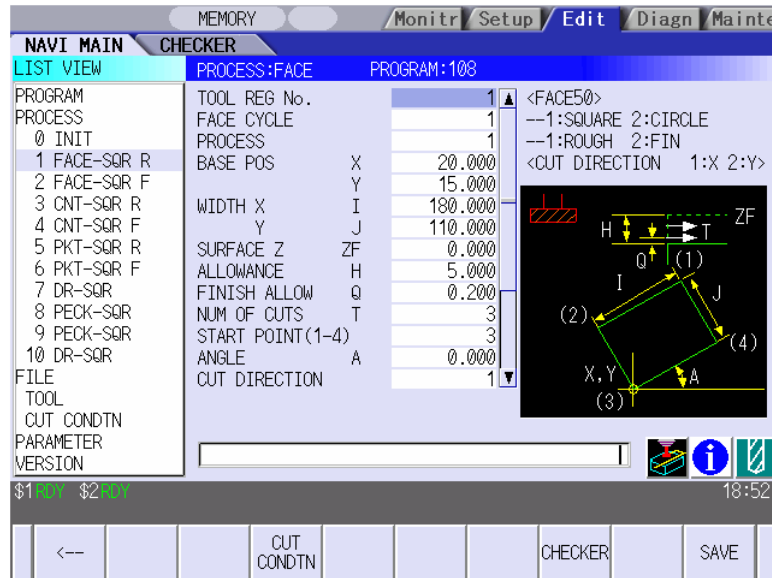 MEMORY Monitr Setup Edit Diagn Mainte
NAVI MAIN CHECKER
LIST VIEW PROCESS:FACE PROGRAM:108
PROGRAM
PROCESS
0 INIT
1 FACE-SQR R
2 FACE-SQR F
3 CNT-SQR R
4 CNT-SQR F
5 PKT-SQR R
6 PKT-SQR F
7 DR-SQR
8 PECK-SQR
9 PECK-SQR
10 DR-SQR
FILE
TOOL
CUT CONDTN
PARAMETER
VERSION
TOOL REG No. 1
FACE CYCLE 1
PROCESS 1
BASE POS X 20.000
Y 15.000
WIDTH X I 180.000
Y J 110.000
SURFACE Z ZF 0.000
ALLOWANCE H 5.000
FINISH ALLOW Q 0.200
NUM OF CUTS T 3
START POINT(1-4) 3
ANGLE A 0.000
CUT DIRECTION 1
<FACE50>
--1:SQUARE 2:CIRCLE
--1:ROUGH 2:FIN
<CUT DIRECTION 1:X 2:Y>
ZF
H T
Q (1)
I J
(2)
(4)
X,Y A
(3)
$1 RDY $2 RDY 18:52
<-- CUT CONDTN CHECKER SAVE